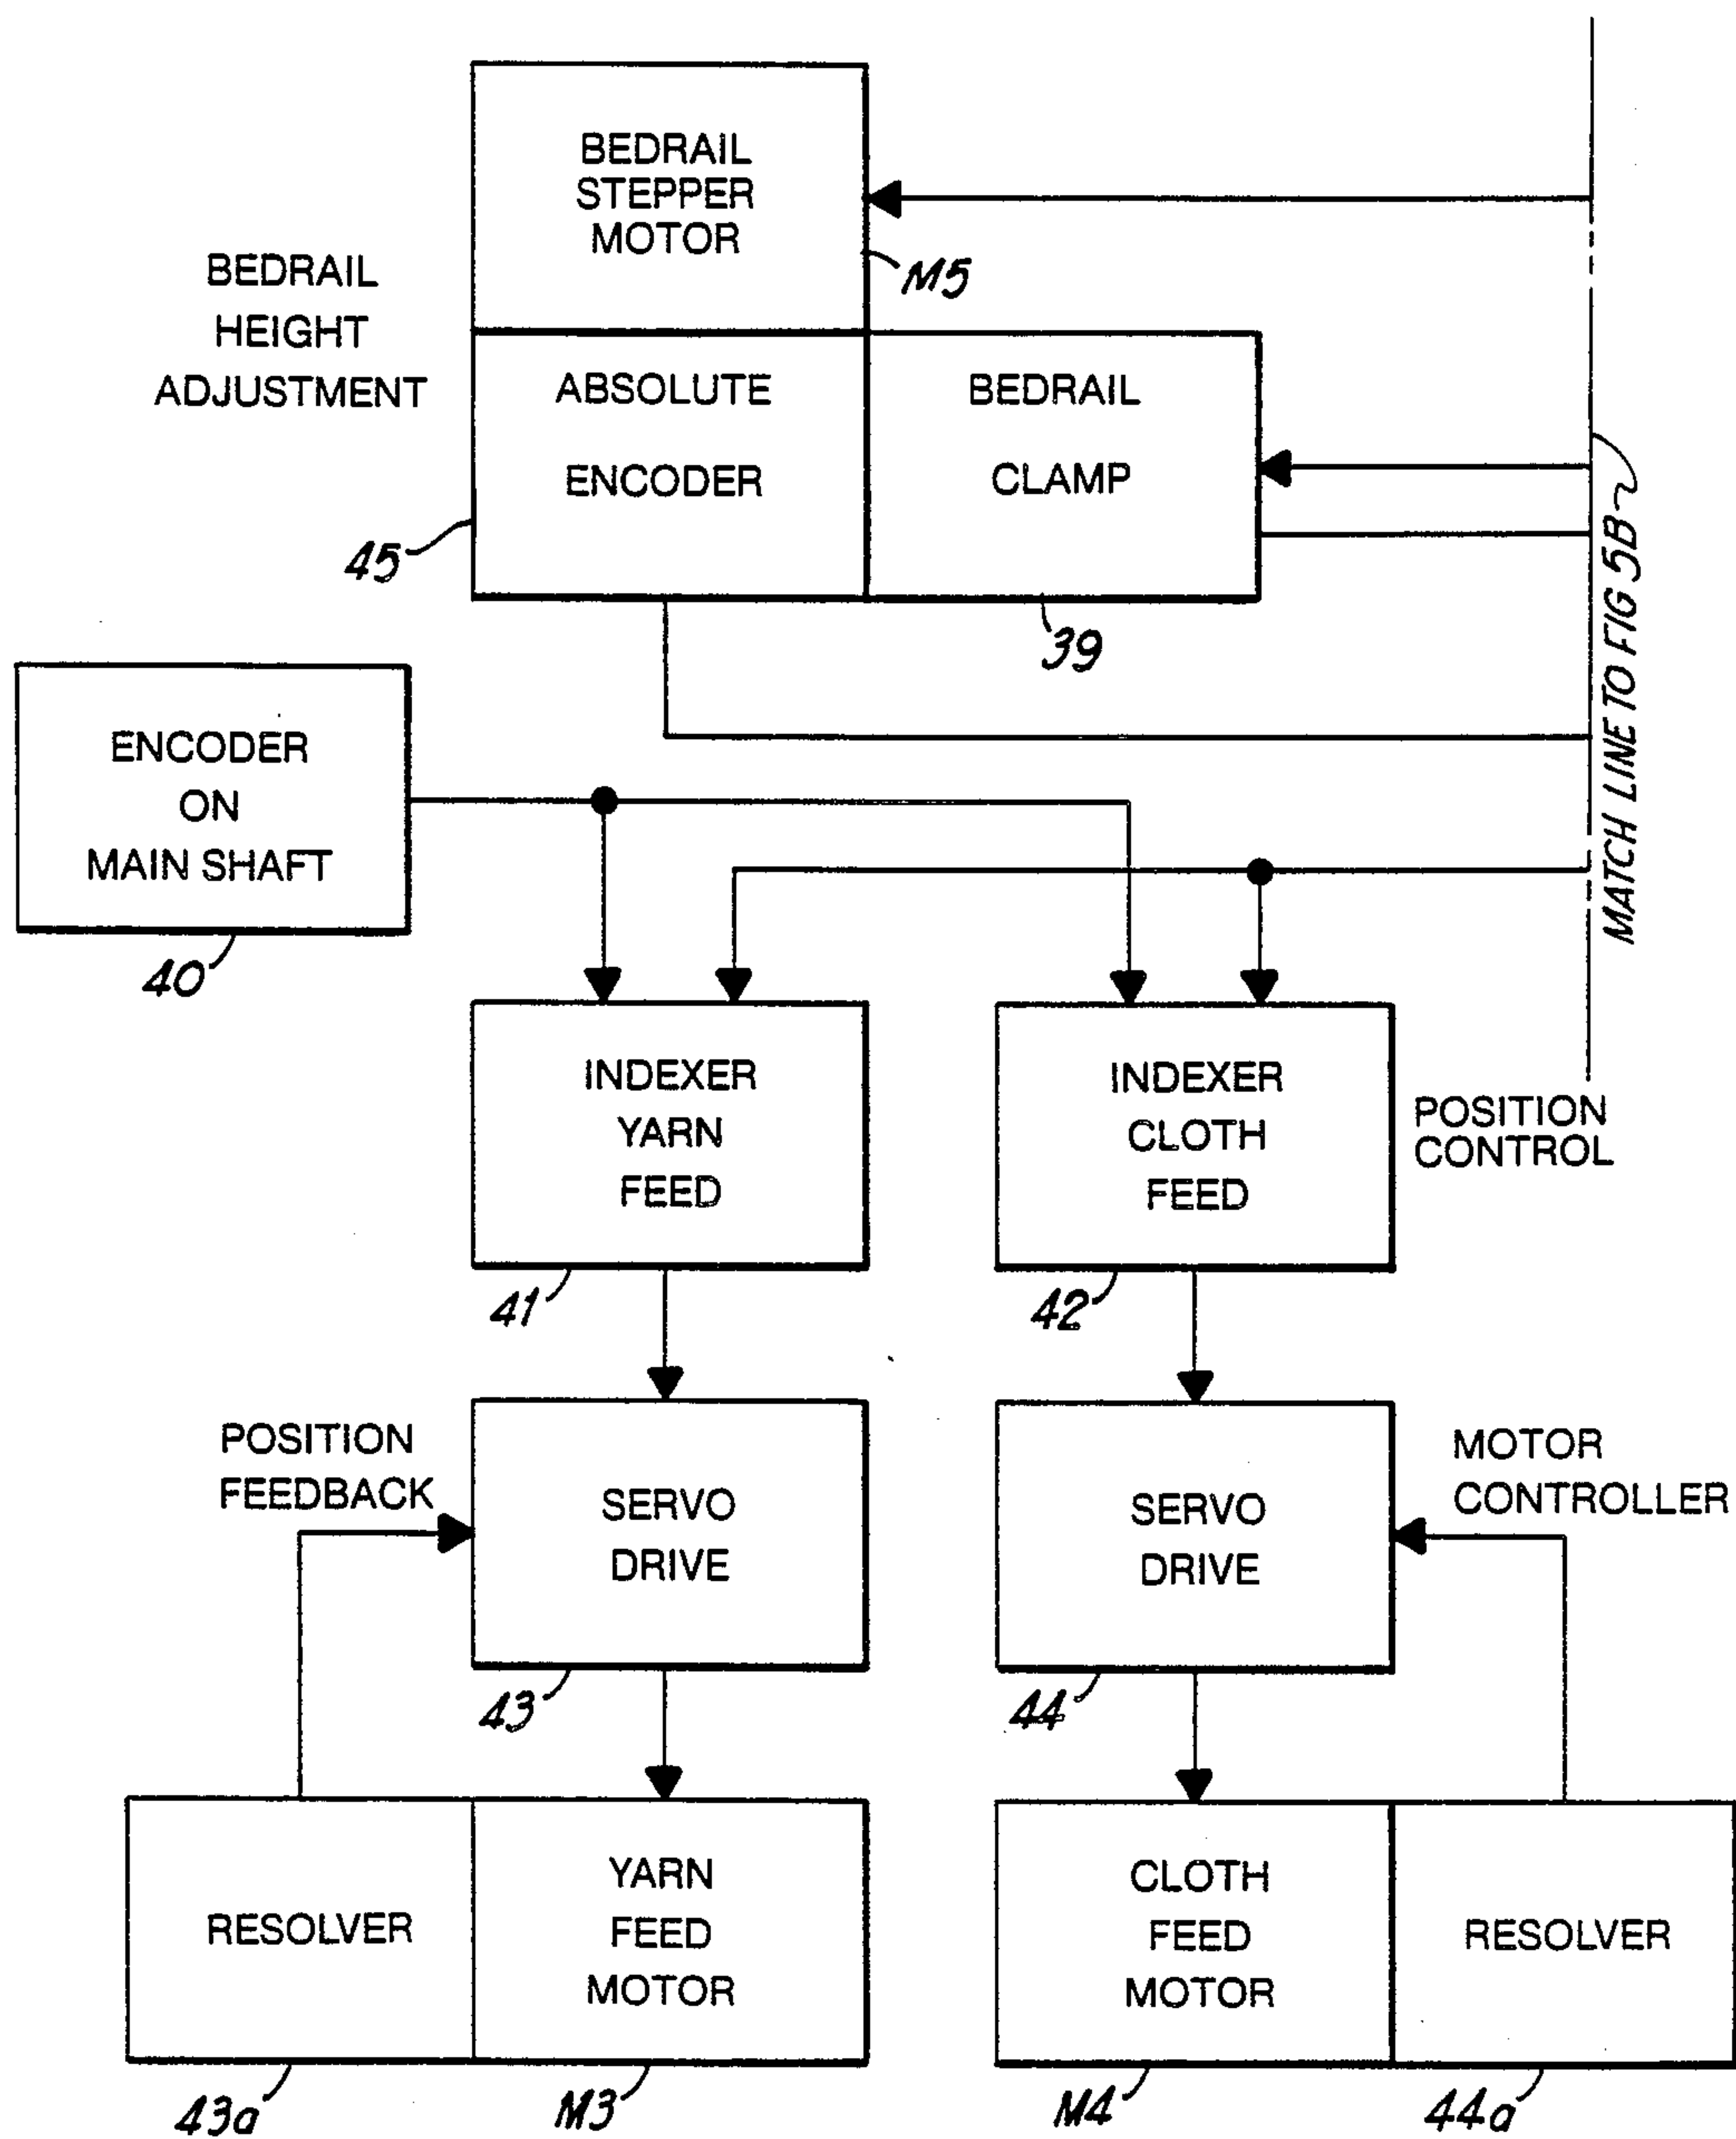 BEDRAIL
STEPPER
MOTOR
M5
BEDRAIL
HEIGHT
ADJUSTMENT
ABSOLUTE
ENCODER
45
BEDRAIL
CLAMP
39
MATCH LINE TO FIG 5B
ENCODER
ON
MAIN SHAFT
40
INDEXER
YARN
FEED
41
INDEXER
CLOTH
FEED
42
POSITION
CONTROL
POSITION
FEEDBACK
SERVO
DRIVE
43
SERVO
DRIVE
44
MOTOR
CONTROLLER
RESOLVER
43a
YARN
FEED
MOTOR
M3
CLOTH
FEED
MOTOR
M4
RESOLVER
44a